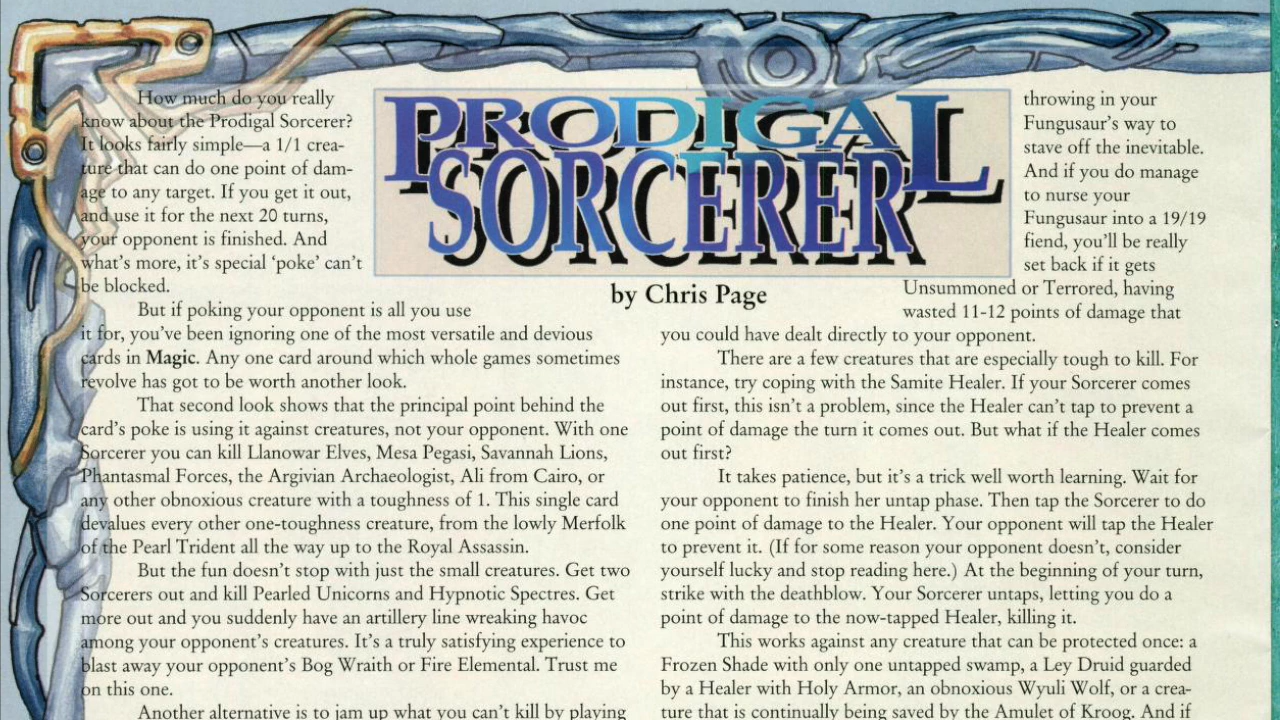 PRODIGAL
SORCERER
by Chris Page
How much do you really
know about the Prodigal Sorcerer?
It looks fairly simple—a 1/1 crea-
ture that can do one point of dam-
age to any target. If you get it out,
and use it for the next 20 turns,
your opponent is finished. And
what's more, it's special 'poke' can't
be blocked.
But if poking your opponent is all you use
it for, you've been ignoring one of the most versatile and devious
cards in Magic. Any one card around which whole games sometimes
revolve has got to be worth another look.
That second look shows that the principal point behind the
card's poke is using it against creatures, not your opponent. With one
Sorcerer you can kill Llanowar Elves, Mesa Pegasi, Savannah Lions,
Phantasmal Forces, the Argivian Archaeologist, Ali from Cairo, or
any other obnoxious creature with a toughness of 1. This single card
devalues every other one-toughness creature, from the lowly Merfolk
of the Pearl Trident all the way up to the Royal Assassin.
But the fun doesn't stop with just the small creatures. Get two
Sorcerers out and kill Pearled Unicorns and Hypnotic Spectres. Get
more out and you suddenly have an artillery line wreaking havoc
among your opponent's creatures. It's a truly satisfying experience to
blast away your opponent's Bog Wraith or Fire Elemental. Trust me
on this one.
Another alternative is to jam up what you can't kill by playing
throwing in your
Fungusaur's way to
stave off the inevitable.
And if you do manage
to nurse your
Fungusaur into a 19/19
fiend, you'll be really
set back if it gets
Unsummoned or Terrored, having
wasted 11-12 points of damage that
you could have dealt directly to your opponent.
There are a few creatures that are especially tough to kill. For
instance, try coping with the Samite Healer. If your Sorcerer comes
out first, this isn't a problem, since the Healer can't tap to prevent a
point of damage the turn it comes out. But what if the Healer comes
out first?
It takes patience, but it's a trick well worth learning. Wait for
your opponent to finish her untap phase. Then tap the Sorcerer to do
one point of damage to the Healer. Your opponent will tap the Healer
to prevent it. (If for some reason your opponent doesn't, consider
yourself lucky and stop reading here.) At the beginning of your turn,
strike with the deathblow. Your Sorcerer untaps, letting you do a
point of damage to the now-tapped Healer, killing it.
This works against any creature that can be protected once: a
Frozen Shade with only one untapped swamp, a Ley Druid guarded
by a Healer with Holy Armor, an obnoxious Wyuli Wolf, or a crea-
ture that is continually being saved by the Amulet of Kroog. And if